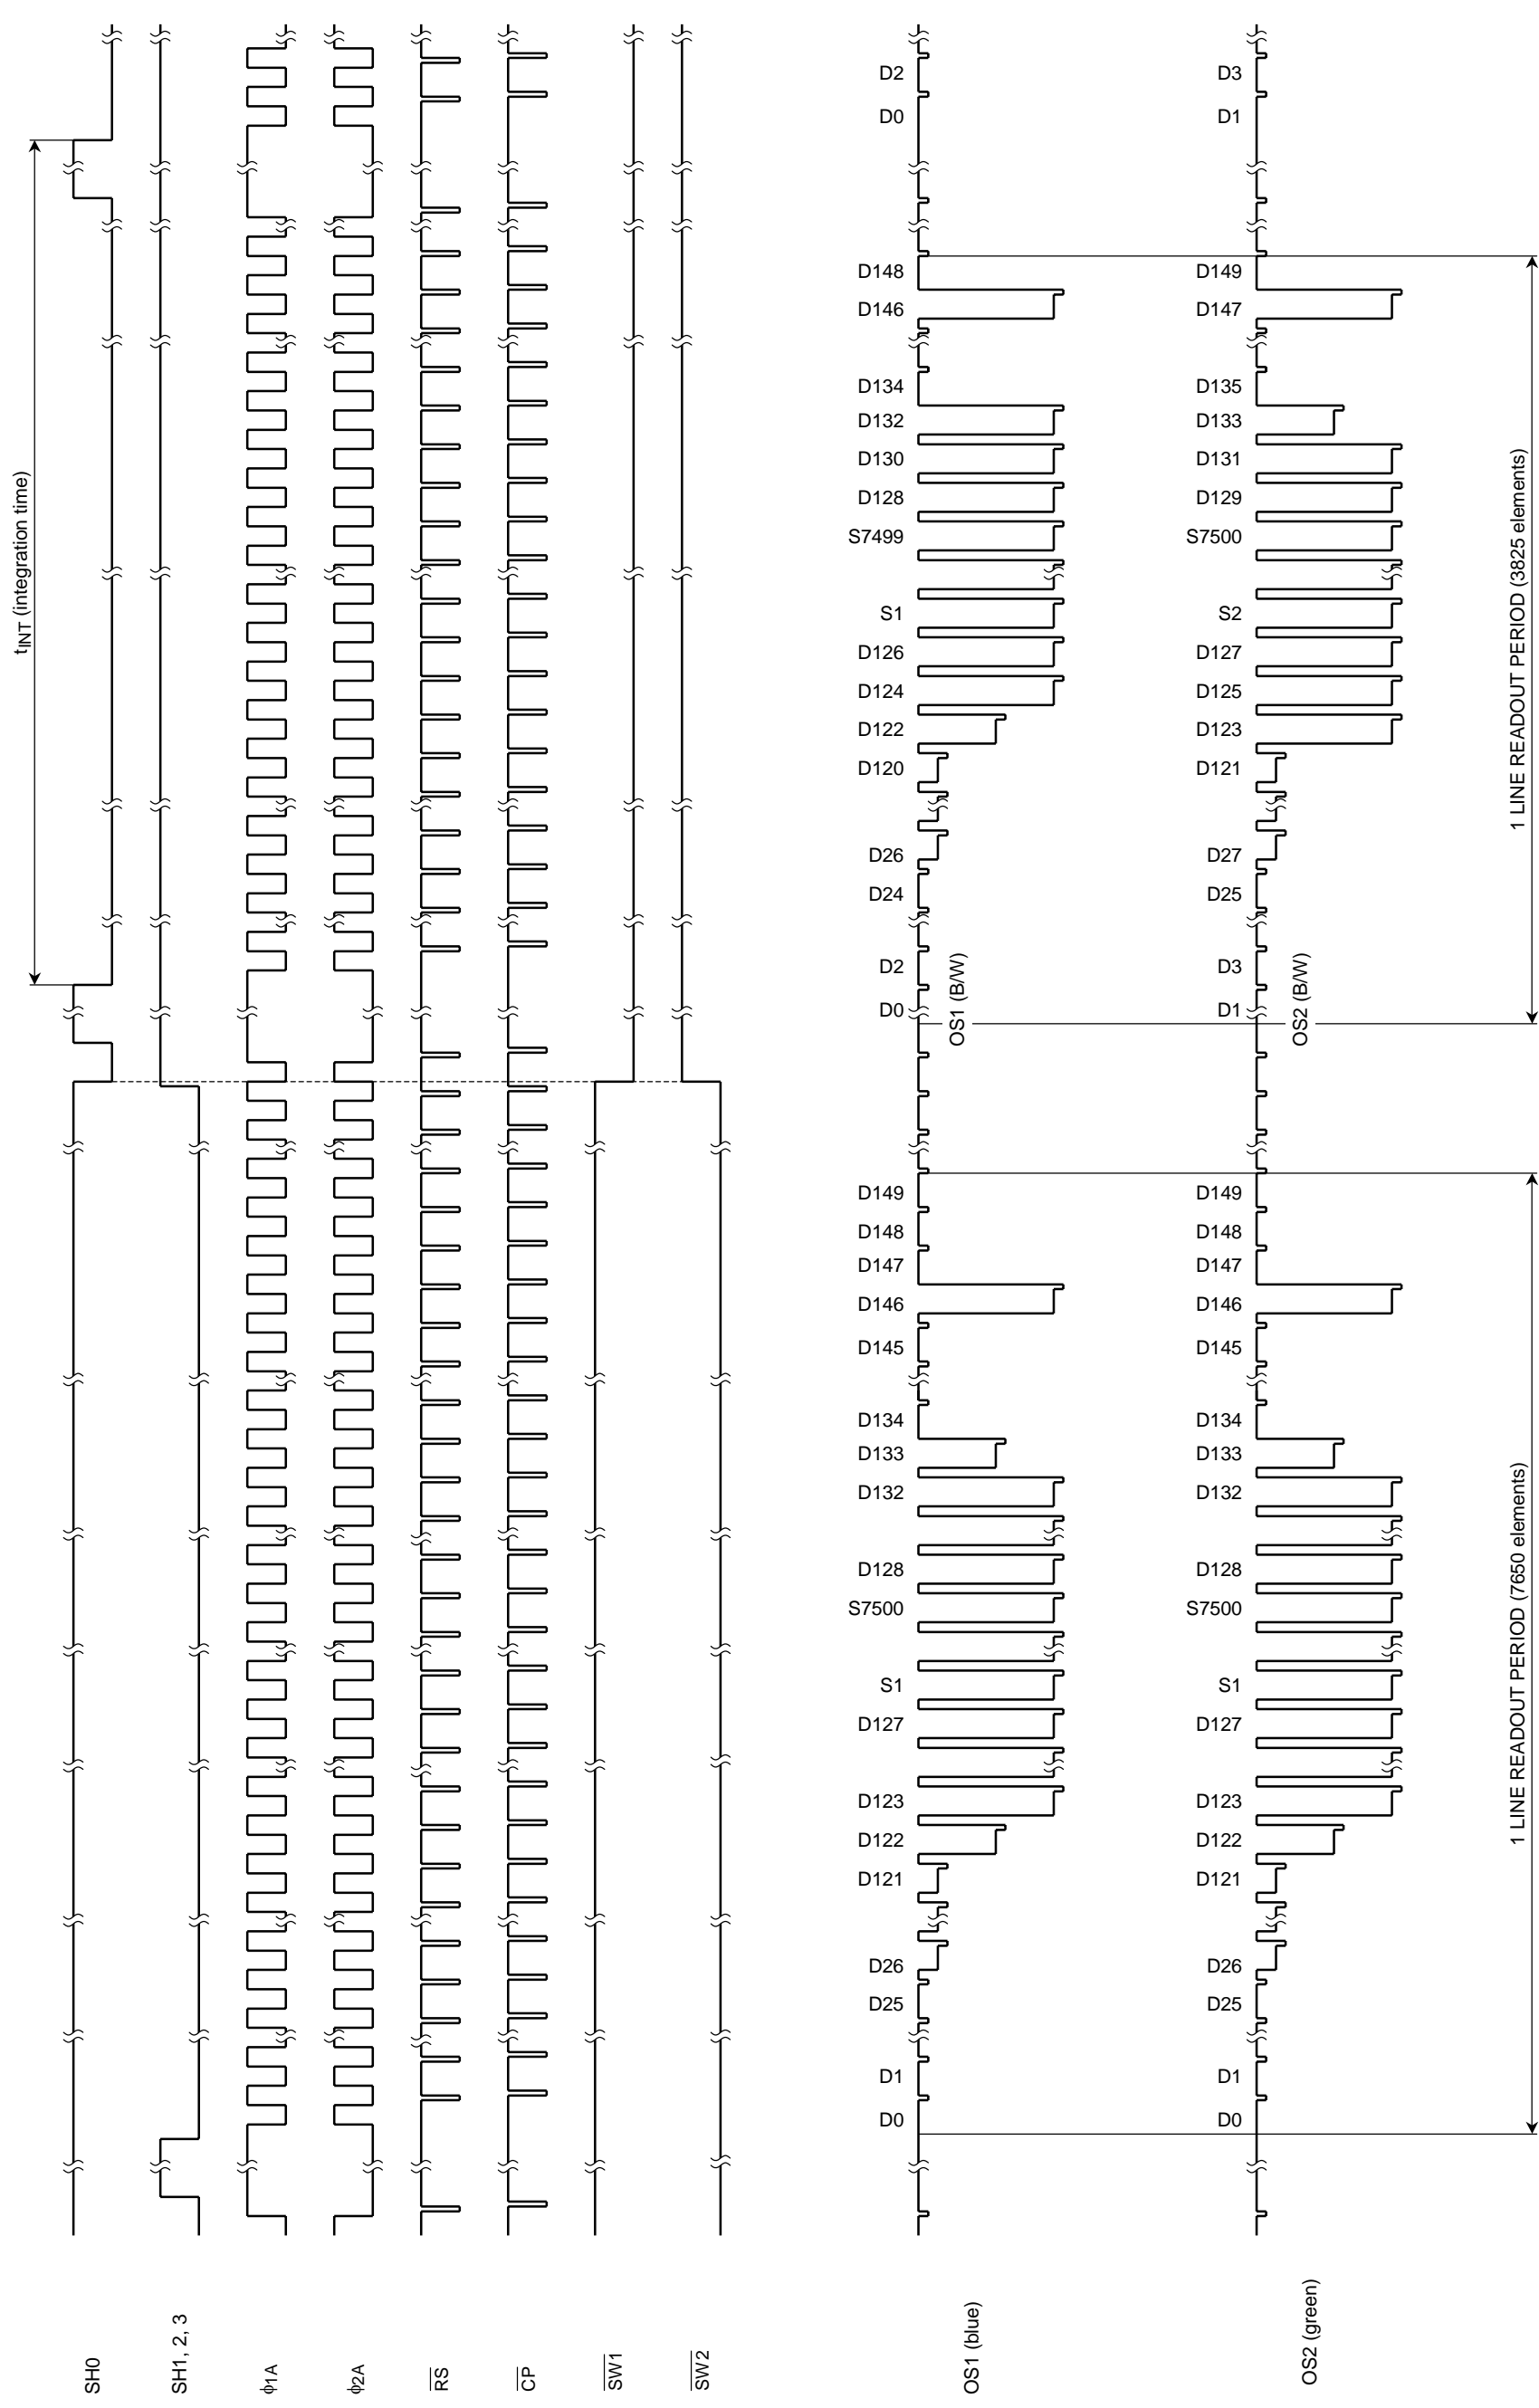 tINT (integration time)
SH0
SH1, 2, 3
ϕ1A
ϕ2A
R̅S̅
C̅P̅
S̅W̅1̅
S̅W̅2̅
D0
D1
D25
D26
D121
D122
D123
D127
S1
S7500
D128
D132
D133
D134
D145
D146
D147
D148
D149
D0
D2
D24
D26
D120
D122
D124
D126
S1
S7499
D128
D130
D132
D134
D146
D148
D0
D2
OS1 (blue)
OS1 (B/W)
D0
D1
D25
D26
D121
D122
D123
D127
S1
S7500
D128
D132
D133
D134
D145
D146
D147
D148
D149
D1
D3
D25
D27
D121
D123
D125
D127
S2
S7500
D129
D131
D133
D135
D147
D149
D1
D3
OS2 (green)
OS2 (B/W)
1 LINE READOUT PERIOD (7650 elements)
1 LINE READOUT PERIOD (3825 elements)